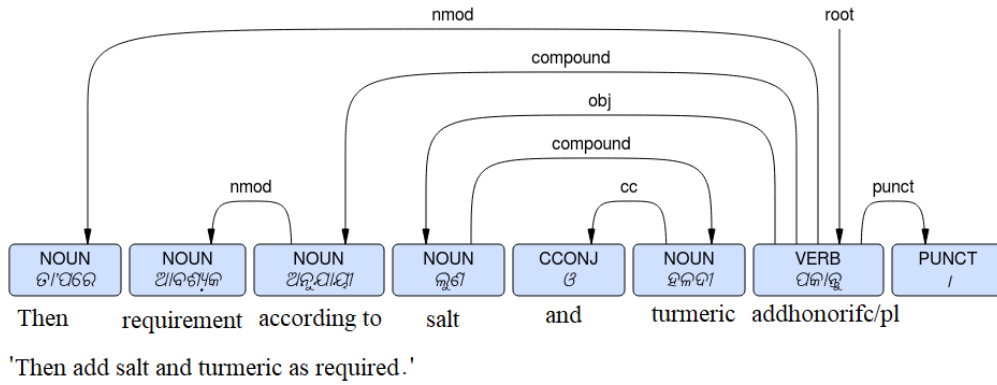 nmod root
compound
obj
compound
nmod cc punct
NOUN NOUN NOUN NOUN CCONJ NOUN VERB PUNCT
ତା'ପରେ ଆବଶ୍ୟକ ଅନୁଯାୟୀ ଲୁଣ ଓ ହଳଦୀ ପକାନ୍ତୁ ।
Then requirement according to salt and turmeric addhonorifc/pl
'Then add salt and turmeric as required.'